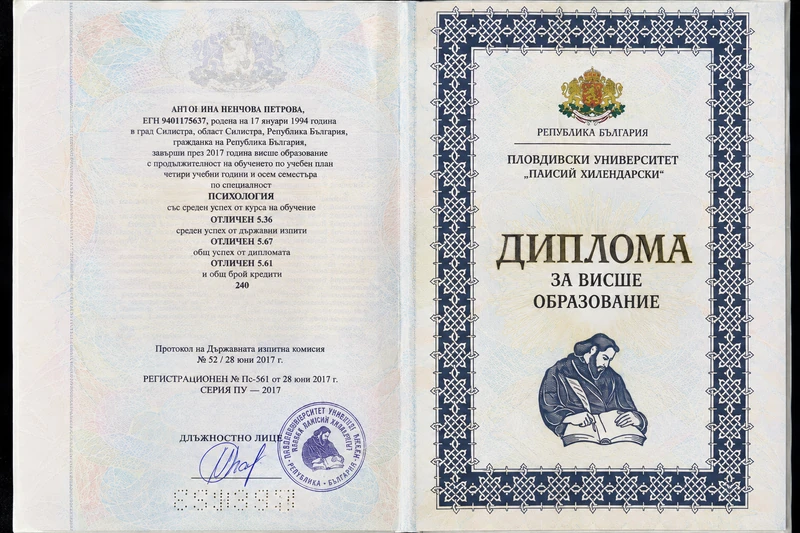 АНТОНИНА НЕНЧОВА ПЕТРОВА,
ЕГН 9401175637, родена на 17 януари 1994 година
в град Силистра, област Силистра, Република България,
гражданка на Република България,
завърши през 2017 година висше образование
с продължителност на обучението по учебен план
четири учебни години и осем семестъра
по специалност
ПСИХОЛОГИЯ
със среден успех от курса на обучение
ОТЛИЧЕН 5.36
среден успех от държавни изпити
ОТЛИЧЕН 5.67
общ успех от дипломата
ОТЛИЧЕН 5.61
и общ брой кредити
240
Протокол на Държавната изпитна комисия
№ 52 / 28 юни 2017 г.
РЕГИСТРАЦИОНЕН № Пс-561 от 28 юни 2017 г.
СЕРИЯ ПУ — 2017
ДЛЪЖНОСТНО ЛИЦЕ
РЕПУБЛИКА • БЪЛГАРИЯ
РЕПУБЛИКА БЪЛГАРИЯ
ПЛОВДИВСКИ УНИВЕРСИТЕТ
„ПАИСИЙ ХИЛЕНДАРСКИ“
ДИПЛОМА
ЗА ВИСШЕ
ОБРАЗОВАНИЕ